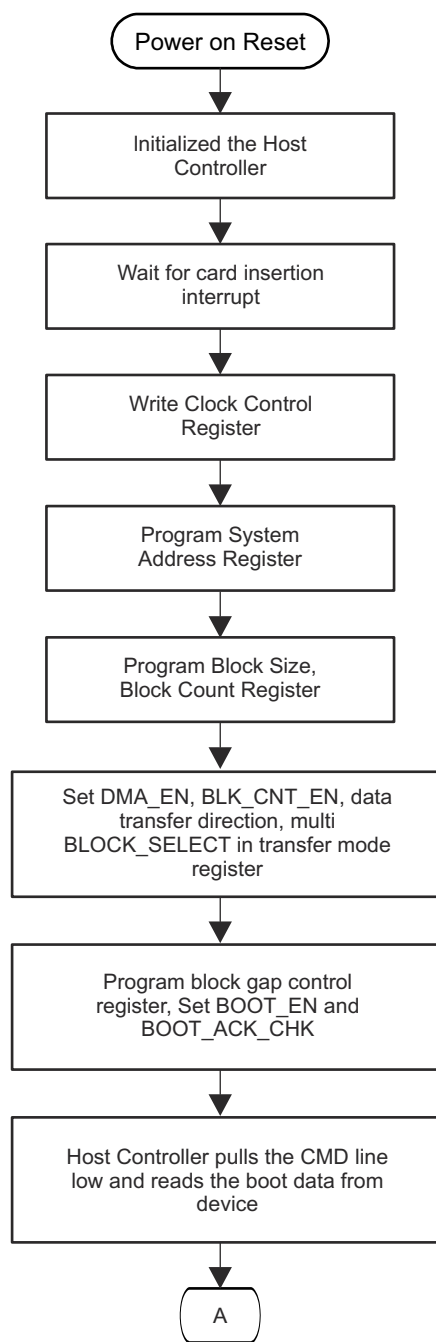 Power on Reset
Initialized the Host
Controller
Wait for card insertion
interrupt
Write Clock Control
Register
Program System
Address Register
Program Block Size,
Block Count Register
Set DMA_EN, BLK_CNT_EN, data
transfer direction, multi
BLOCK_SELECT in transfer mode
register
Program block gap control
register, Set BOOT_EN and
BOOT_ACK_CHK
Host Controller pulls the CMD line
low and reads the boot data from
device
A